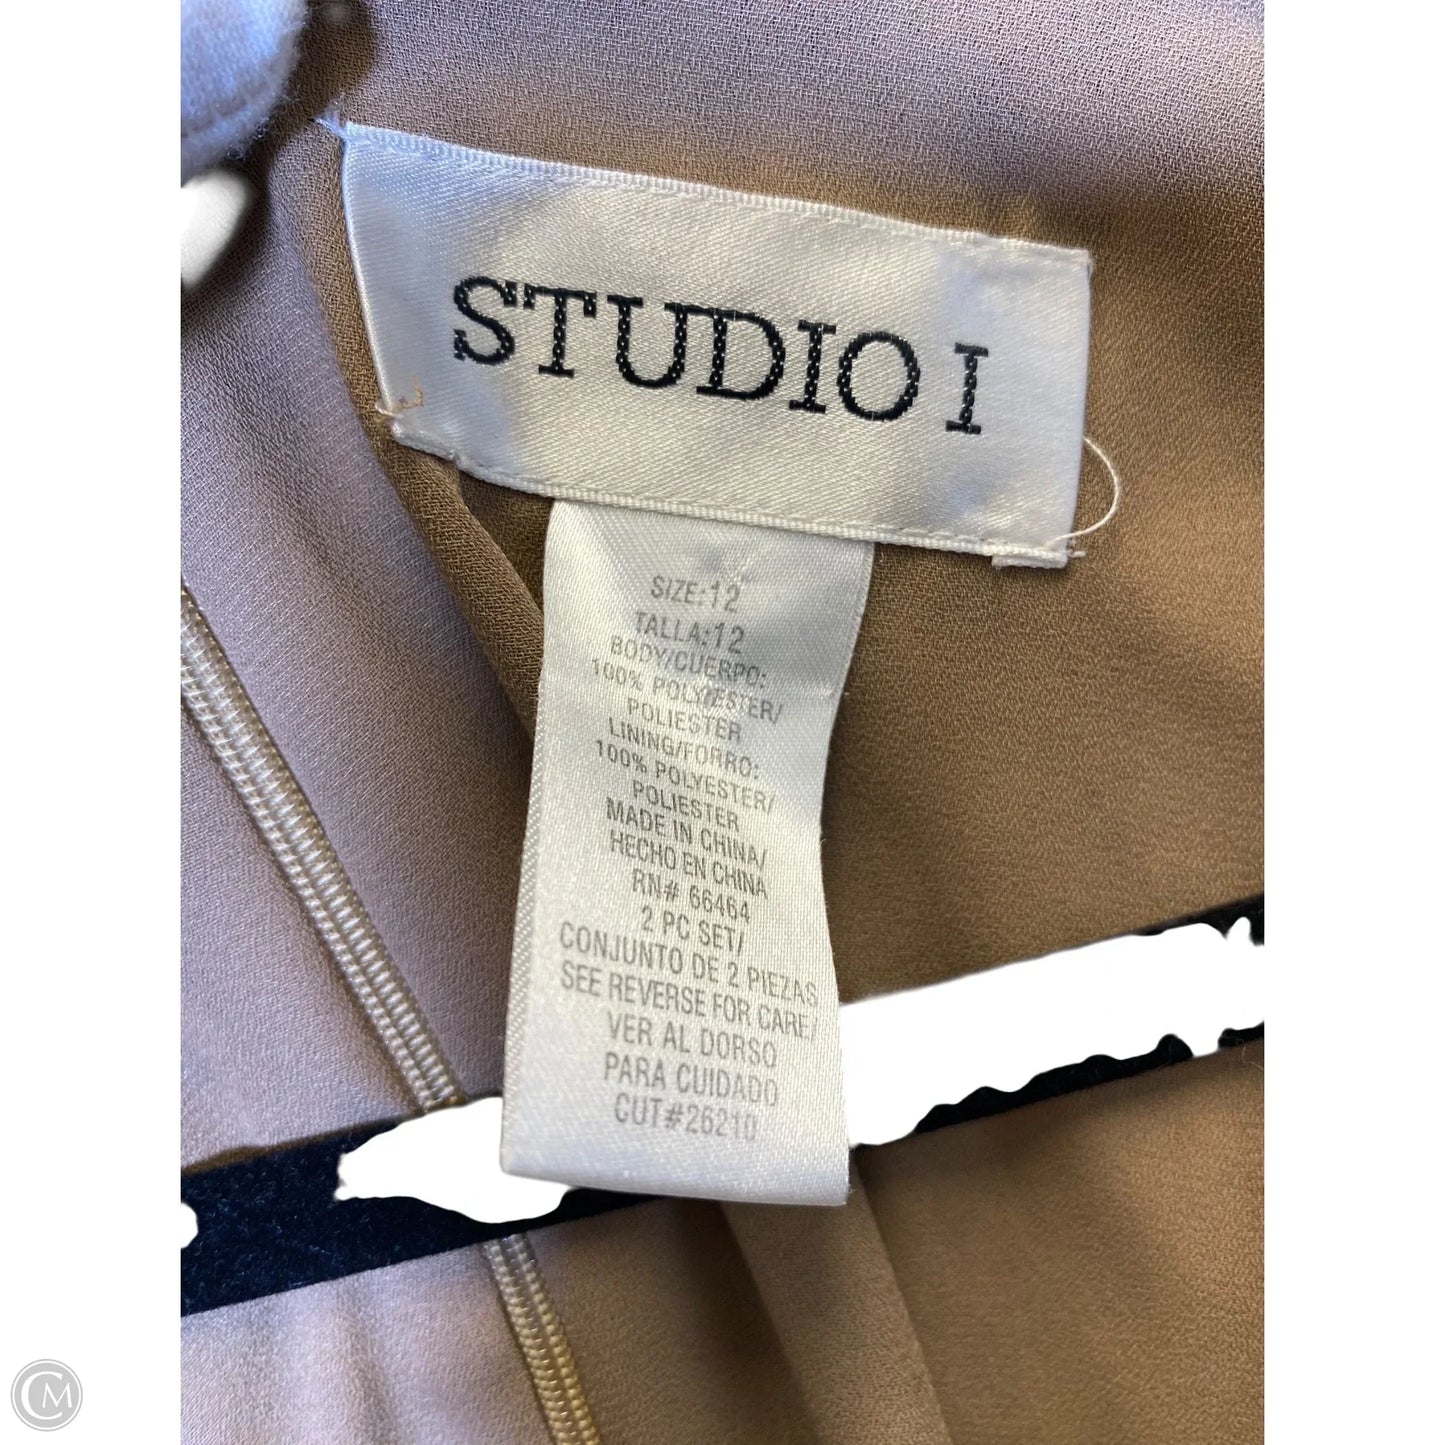 STUDIO I
SIZE:12
TALLA:12
BODY/CUERPO:
100% POLYESTER/
POLIESTER
LINING/FORRO:
100% POLYESTER/
POLIESTER
MADE IN CHINA/
HECHO EN CHINA
RN# 66464
2 PC SET/
CONJUNTO DE 2 PIEZAS
SEE REVERSE FOR CARE/
VER AL DORSO
PARA CUIDADO
CUT#26210
CM